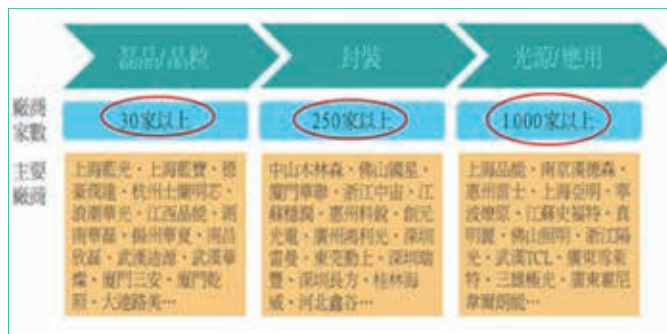 磊晶/晶粒
封裝
光源/應用
廠商
家數
30家以上
250家以上
1000家以上
主要
廠商
上海藍光、上海藍寶、德
豪潤達、杭州士蘭明芯、
浪潮華光、江西晶能、湖
南華磊、揚州華夏、南昌
欣磊、武漢迪源、武漢華
燦、廈門三安、廈門乾
照、大連路美…
中山木林森、佛山國星、
廈門華聯、浙江中宙、江
蘇穩潤、惠州科銳、創元
光電、廣州鴻利光、深圳
雷曼、東莞勤上、深圳瑞
豐、深圳長方、桂林海
威、河北鑫谷…
上海品能、南京漢德森、
惠州雷士、上海亞明、寧
波燎原、江蘇史福特、真
明麗、佛山照明、浙江陽
光、武漢TCL、廣東雪萊
特、三雄極光、廣東霍尼
韋爾朗能…